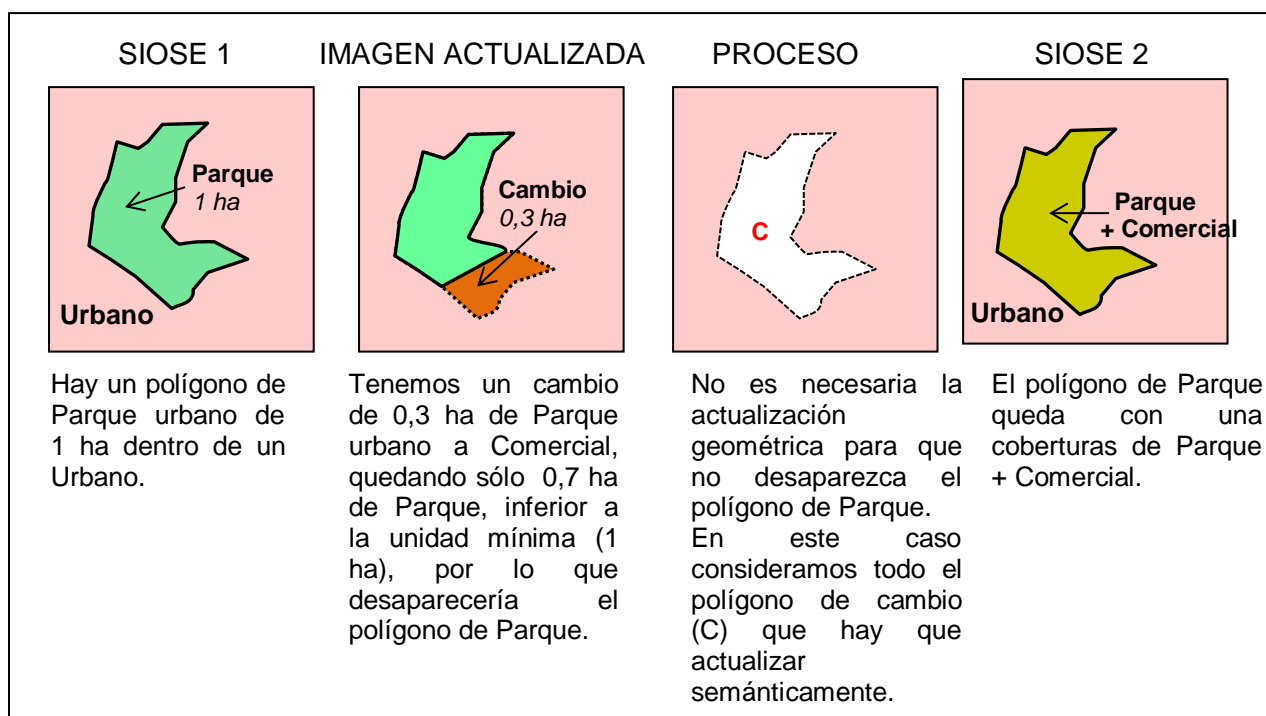 SIOSE 1
IMAGEN ACTUALIZADA
PROCESO
SIOSE 2
Parque
1 ha
Urbano
Cambio
0,3 ha
C
Parque
+ Comercial
Urbano
Hay un polígono de
Parque urbano de
1 ha dentro de un
Urbano.
Tenemos un cambio
de 0,3 ha de Parque
urbano a Comercial,
quedando sólo 0,7 ha
de Parque, inferior a
la unidad mínima (1
ha), por lo que
desaparecería el
polígono de Parque.
No es necesaria la
actualización
geométrica para que
no desaparezca el
polígono de Parque.
En este caso
consideramos todo el
polígono de cambio
(C) que hay que
actualizar
semánticamente.
El polígono de Parque
queda con una
coberturas de Parque
+ Comercial.